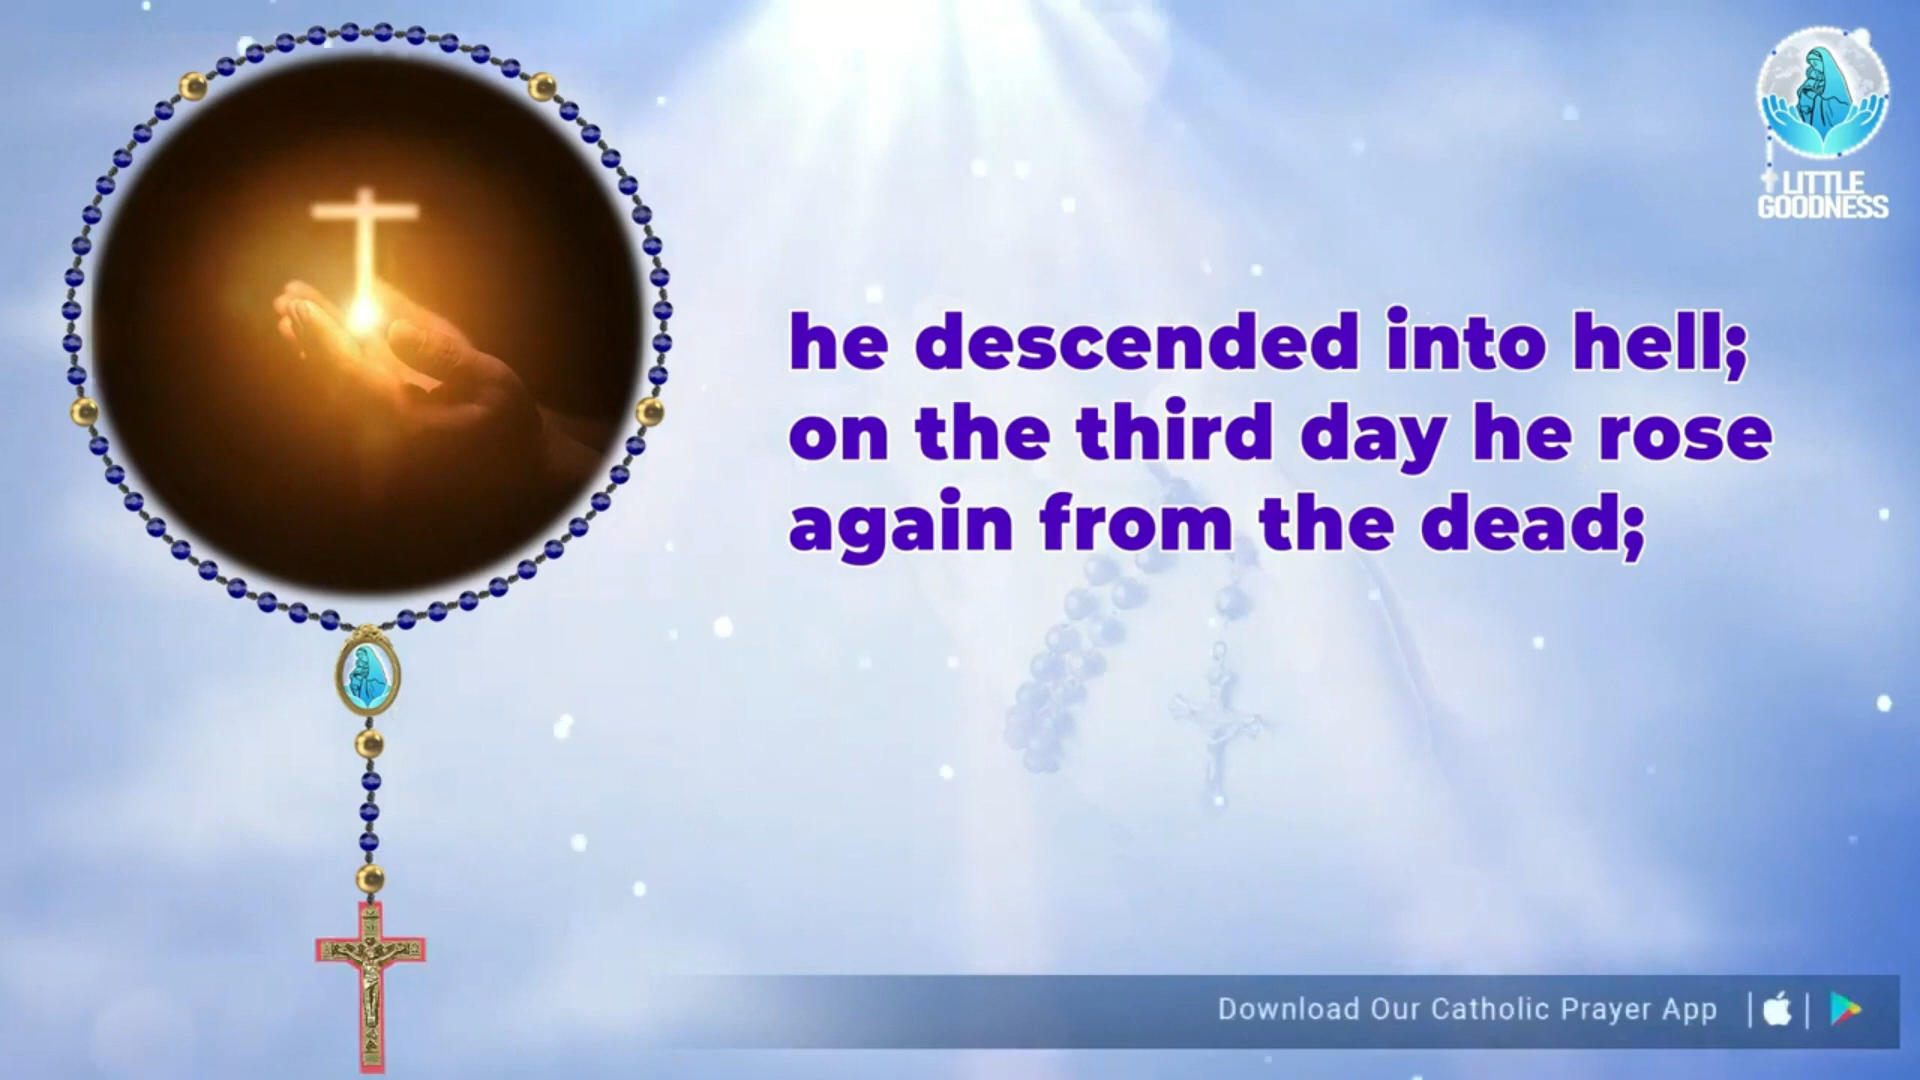 LITTLE
GOODNESS
he descended into hell;
on the third day he rose
again from the dead;
Download Our Catholic Prayer App